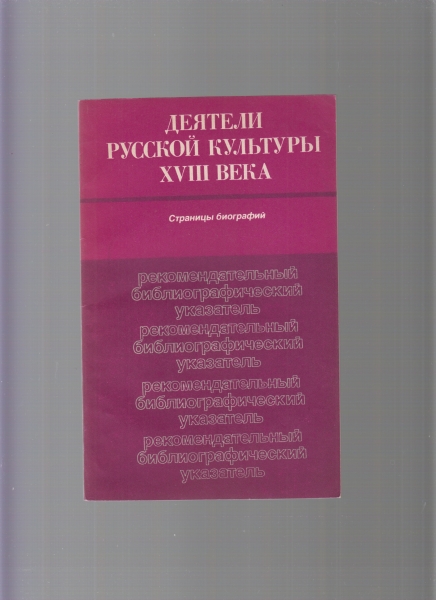 ДЕЯТЕЛИ
РУССКОЙ КУЛЬТУРЫ
XVIII ВЕКА
Страницы биографий
рекомендательный
библиографический
указатель
рекомендательный
библиографический
указатель
рекомендательный
библиографический
указатель
рекомендательный
библиографический
указатель